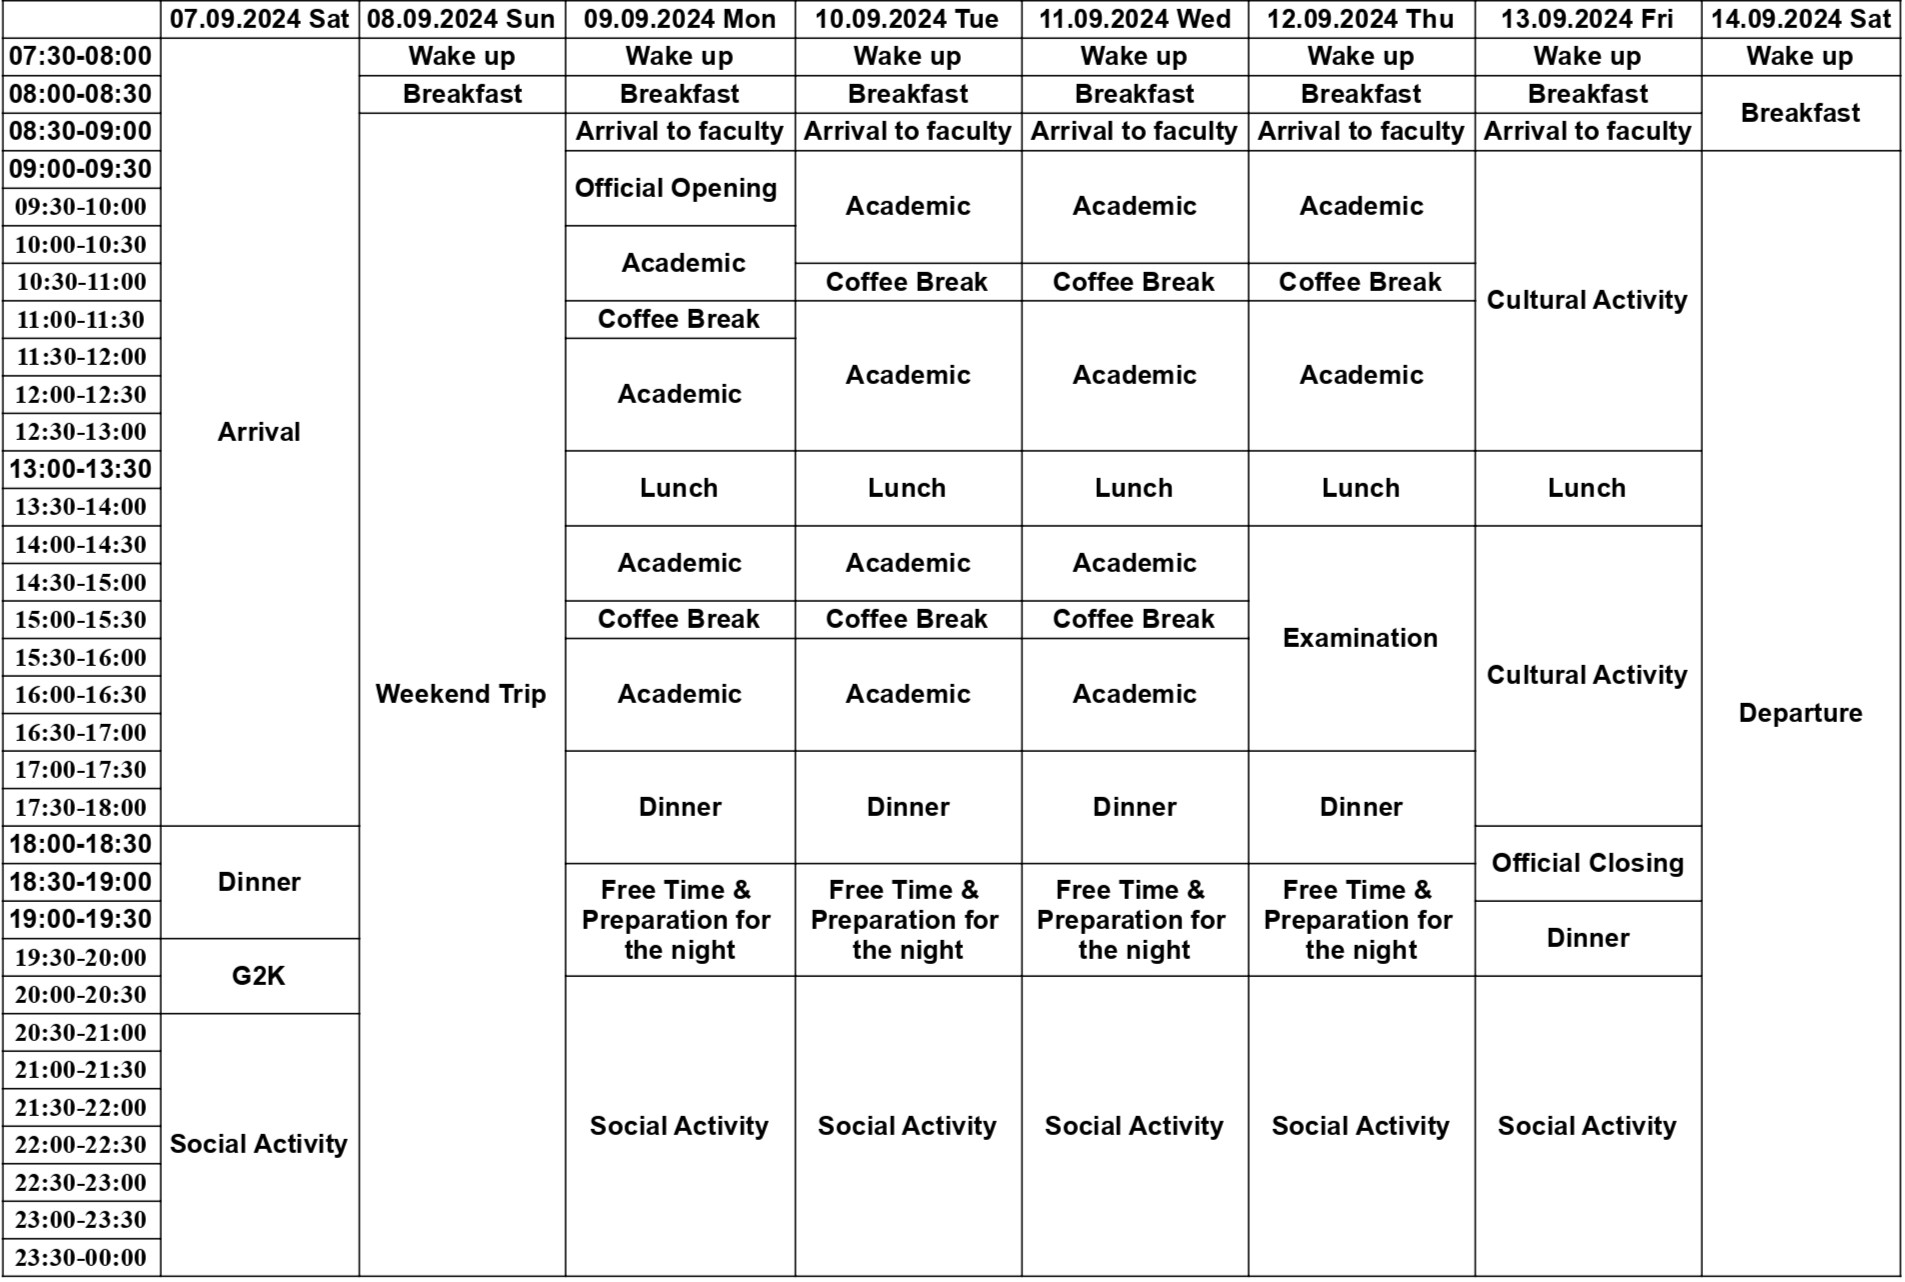 07.09.2024 Sat 08.09.2024 Sun 09.09.2024 Mon 10.09.2024 Tue 11.09.2024 Wed 12.09.2024 Thu 13.09.2024 Fri 14.09.2024 Sat
07:30-08:00 Wake up Wake up Wake up Wake up Wake up Wake up Wake up
08:00-08:30 Breakfast Breakfast Breakfast Breakfast Breakfast Breakfast
Breakfast
08:30-09:00 Arrival to faculty Arrival to faculty Arrival to faculty Arrival to faculty Arrival to faculty
09:00-09:30
Official Opening
09:30-10:00 Academic Academic Academic
10:00-10:30
Academic
10:30-11:00 Coffee Break Coffee Break Coffee Break
Cultural Activity
11:00-11:30 Coffee Break
11:30-12:00
Academic Academic Academic
12:00-12:30 Academic
12:30-13:00 Arrival
13:00-13:30
Lunch Lunch Lunch Lunch Lunch
13:30-14:00
14:00-14:30
Academic Academic Academic
14:30-15:00
15:00-15:30 Coffee Break Coffee Break Coffee Break
Examination
15:30-16:00
Cultural Activity
16:00-16:30 Weekend Trip Academic Academic Academic
Departure
16:30-17:00
17:00-17:30
17:30-18:00 Dinner Dinner Dinner Dinner
18:00-18:30
Official Closing
18:30-19:00 Dinner
Free Time & Free Time & Free Time & Free Time &
19:00-19:30 Preparation for Preparation for Preparation for Preparation for
Dinner
the night the night the night the night
19:30-20:00
G2K
20:00-20:30
20:30-21:00
21:00-21:30
21:30-22:00
Social Activity Social Activity Social Activity Social Activity Social Activity
22:00-22:30 Social Activity
22:30-23:00
23:00-23:30
23:30-00:00